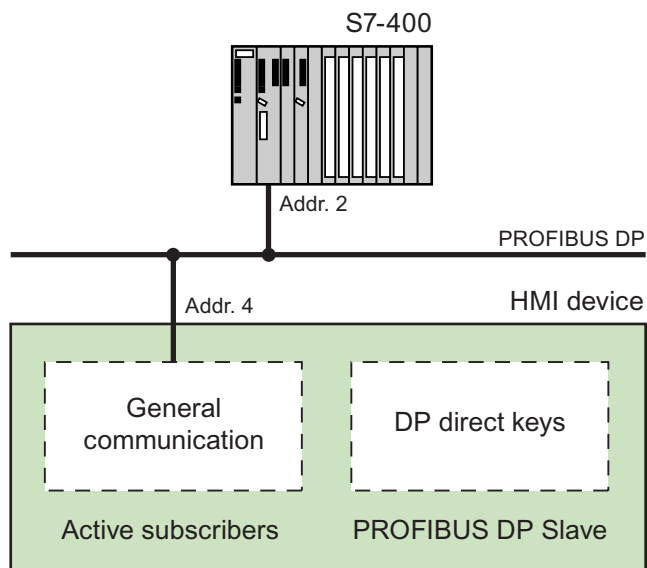 S7-400
Addr. 2
PROFIBUS DP
Addr. 4
HMI device
General
communication
DP direct keys
Active subscribers
PROFIBUS DP Slave